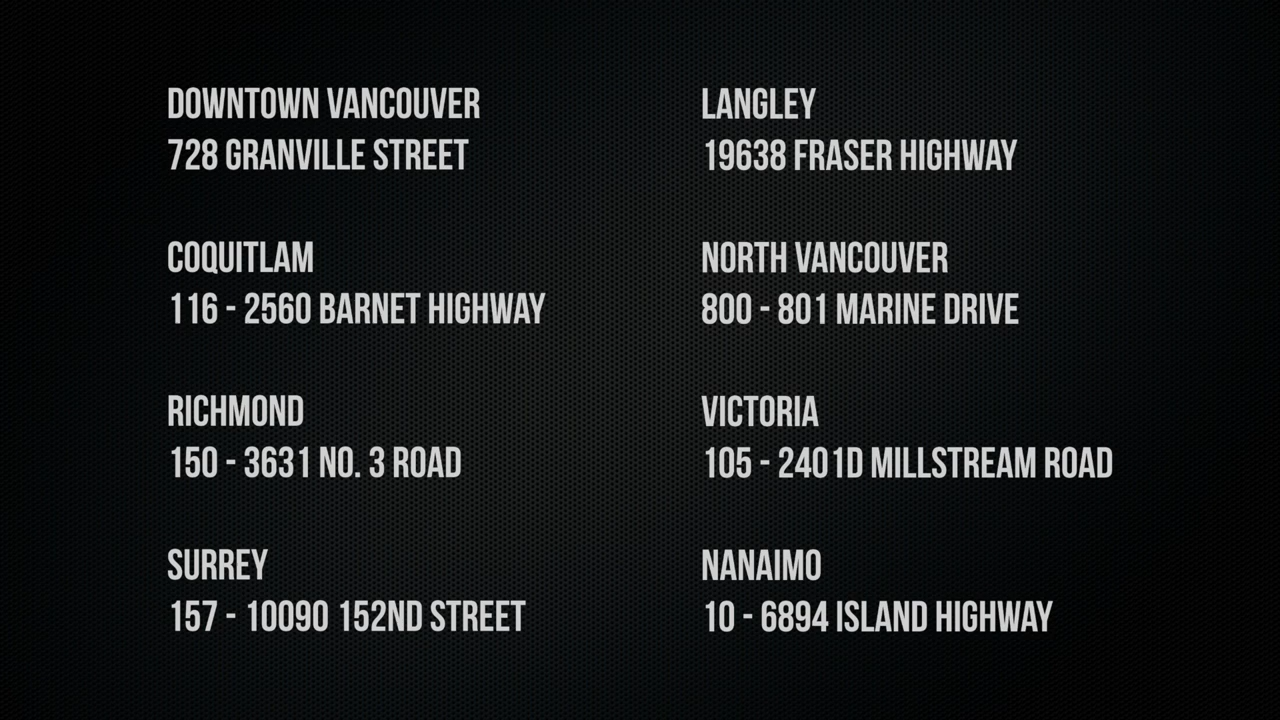 DOWNTOWN VANCOUVER
728 GRANVILLE STREET
COQUITLAM
116 - 2560 BARNET HIGHWAY
RICHMOND
150 - 3631 NO. 3 ROAD
SURREY
157 - 10090 152ND STREET
LANGLEY
19638 FRASER HIGHWAY
NORTH VANCOUVER
800 - 801 MARINE DRIVE
VICTORIA
105 - 2401D MILLSTREAM ROAD
NANAIMO
10 - 6894 ISLAND HIGHWAY